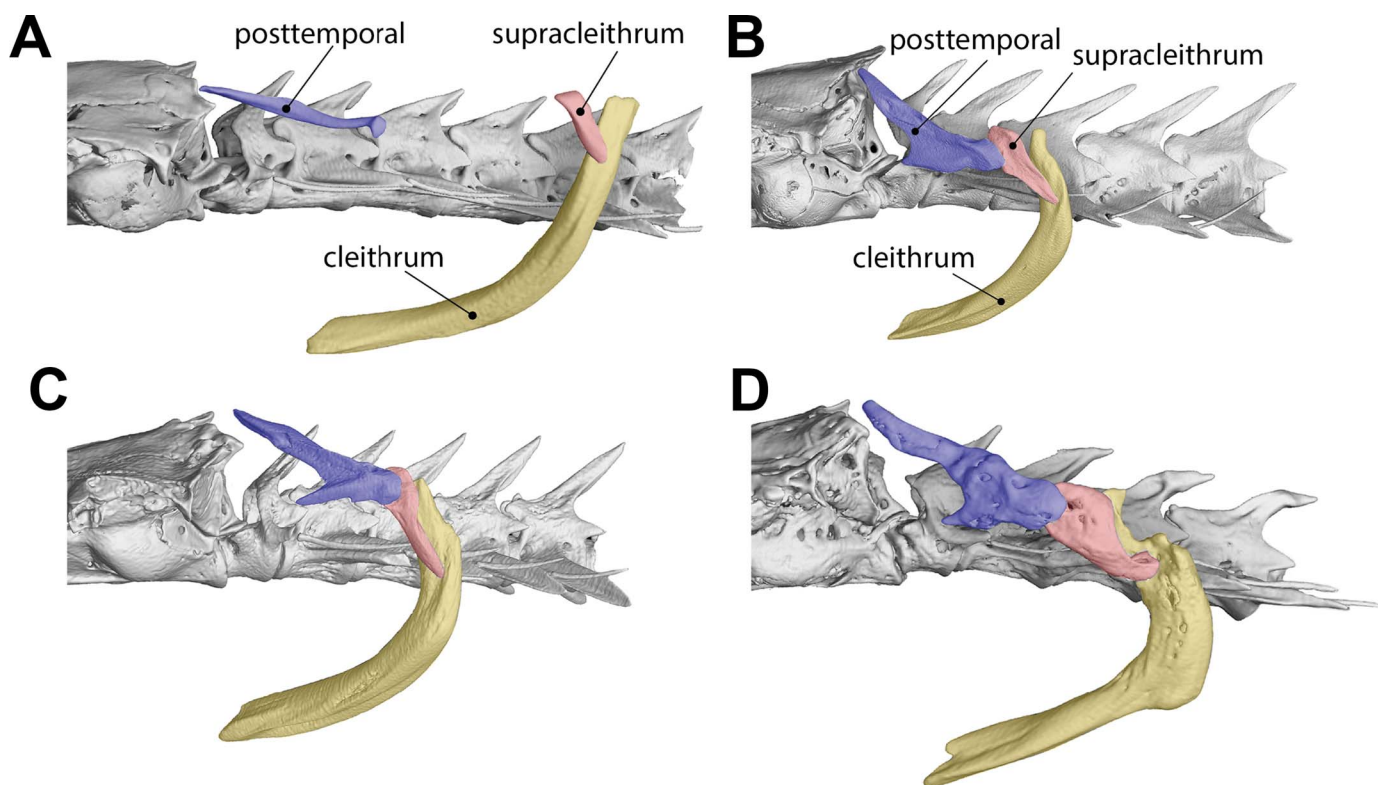 A
posttemporal
supracleithrum
cleithrum
B
posttemporal
supracleithrum
cleithrum
C
D